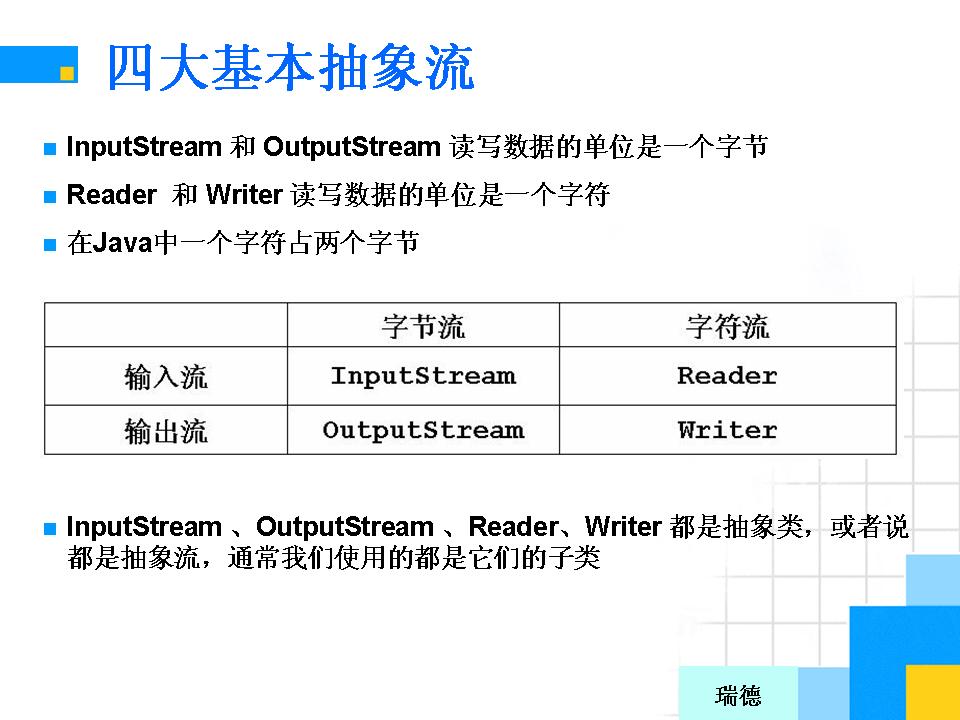 四大基本抽象流
InputStream 和 OutputStream 读写数据的单位是一个字节
Reader 和 Writer 读写数据的单位是一个字符
在Java中一个字符占两个字节
字节流 字符流
输入流 InputStream Reader
输出流 OutputStream Writer
InputStream 、OutputStream 、Reader、Writer 都是抽象类，或者说
都是抽象流，通常我们使用的都是它们的子类
瑞德